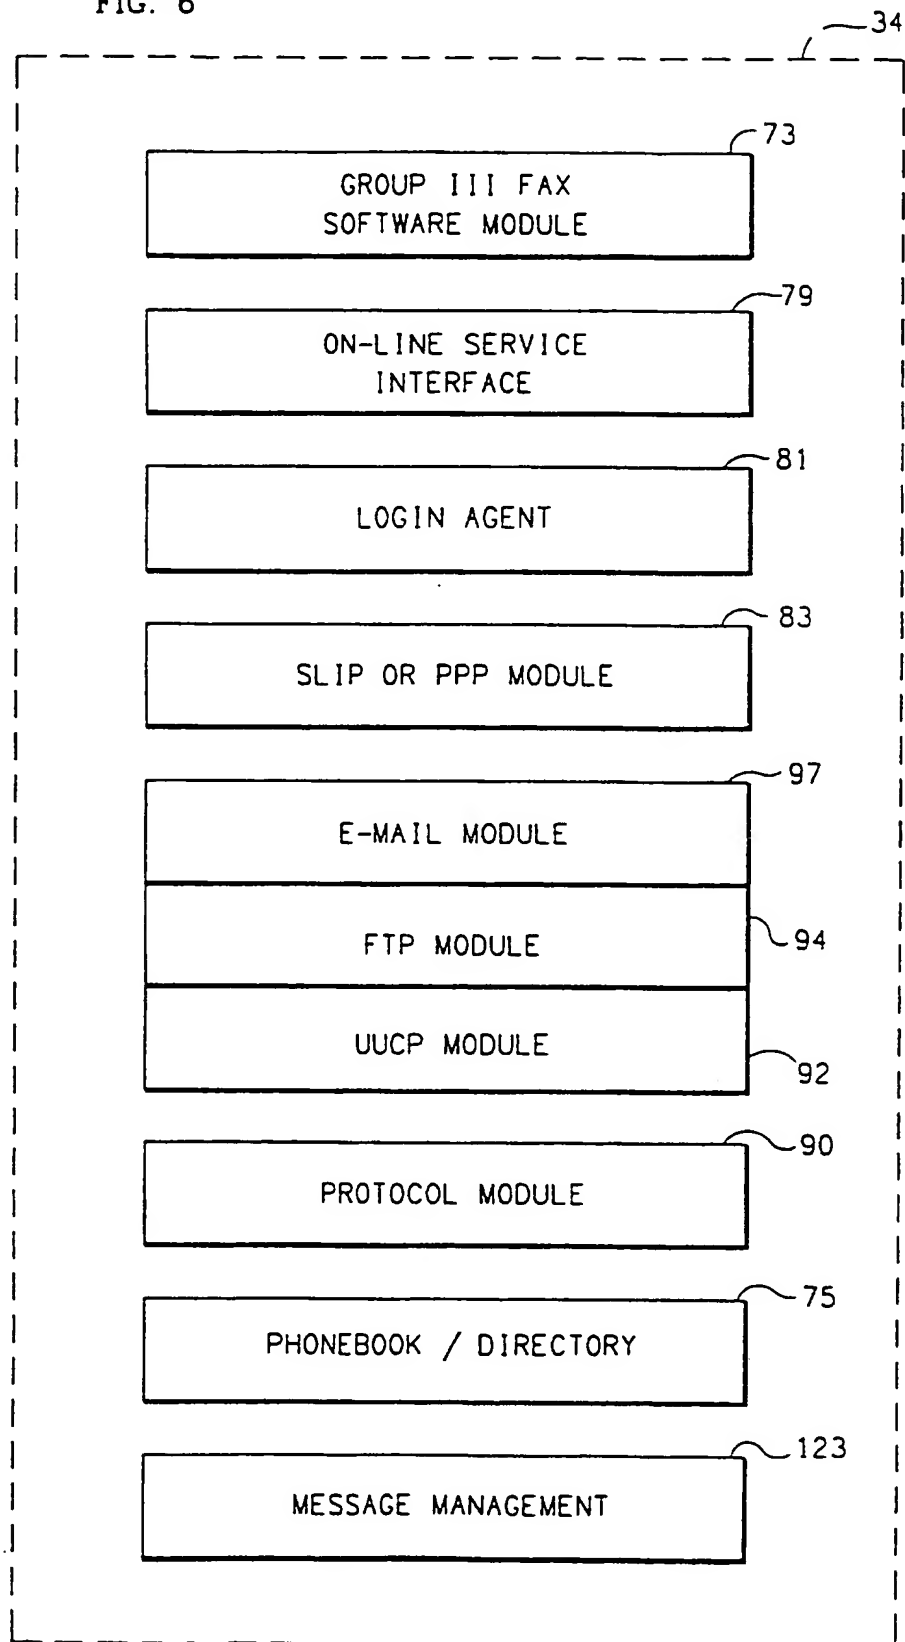 FIG. 6
34
73
GROUP III FAX
SOFTWARE MODULE
79
ON-LINE SERVICE
INTERFACE
81
LOGIN AGENT
83
SLIP OR PPP MODULE
97
E-MAIL MODULE
FTP MODULE
94
UUCP MODULE
92
90
PROTOCOL MODULE
75
PHONEBOOK / DIRECTORY
123
MESSAGE MANAGEMENT